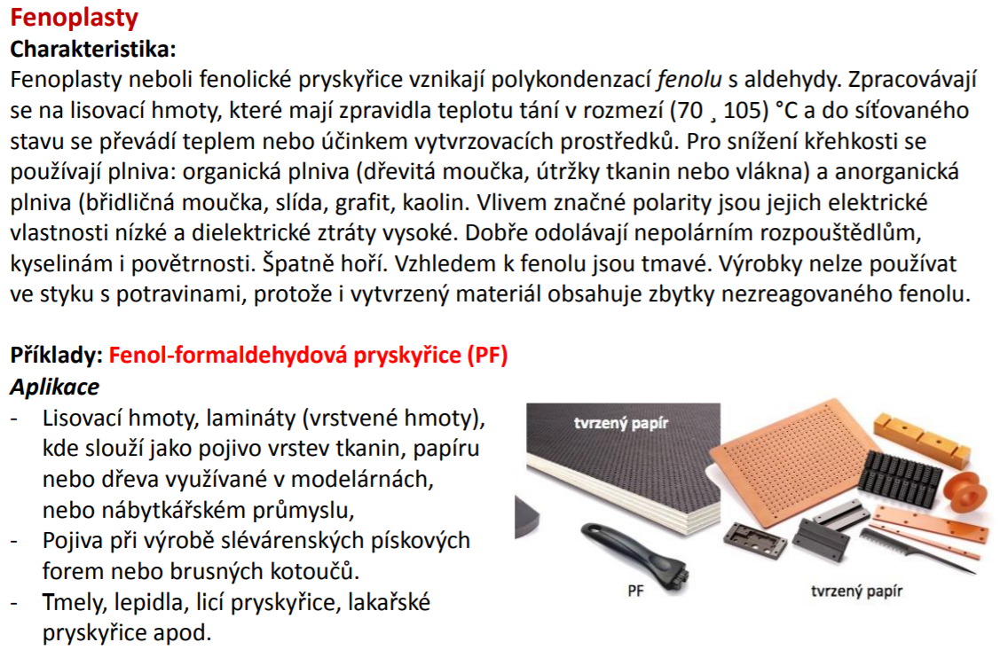 Fenoplasty
Charakteristika:
Fenoplasty neboli fenolické pryskyřice vznikají polykondenzací fenolu s aldehydy. Zpracovávají
se na lisovací hmoty, které mají zpravidla teplotu tání v rozmezí (70 ¸ 105) °C a do síťovaného
stavu se převádí teplem nebo účinkem vytvrzovacích prostředků. Pro snížení křehkosti se
používají plniva: organická plniva (dřevitá moučka, útržky tkanin nebo vlákna) a anorganická
plniva (břidličná moučka, slída, grafit, kaolin. Vlivem značné polarity jsou jejich elektrické
vlastnosti nízké a dielektrické ztráty vysoké. Dobře odolávají nepolárním rozpouštědlům,
kyselinám i povětrnosti. Špatně hoří. Vzhledem k fenolu jsou tmavé. Výrobky nelze používat
ve styku s potravinami, protože i vytvrzený materiál obsahuje zbytky nezreagovaného fenolu.
Příklady: Fenol-formaldehydová pryskyřice (PF)
Aplikace
- Lisovací hmoty, lamináty (vrstvené hmoty),
kde slouží jako pojivo vrstev tkanin, papíru
nebo dřeva využívané v modelárnách,
nebo nábytkářském průmyslu,
- Pojiva při výrobě slévárenských pískových
forem nebo brusných kotoučů.
- Tmely, lepidla, licí pryskyřice, lakařské
pryskyřice apod.
tvrzený papír
PF
tvrzený papír